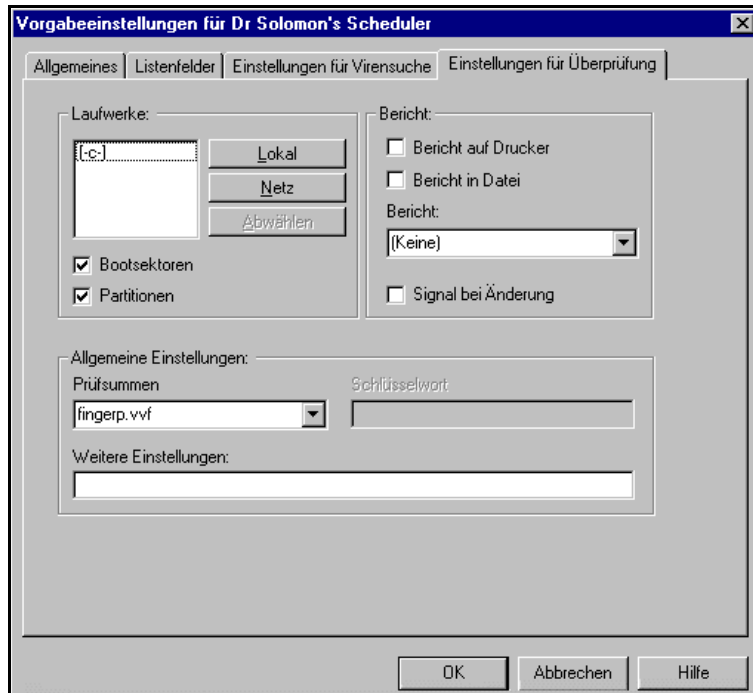 Vorgabeeinstellungen für Dr Solomon's Scheduler
Allgemeines
Listenfelder
Einstellungen für Virensuche
Einstellungen für Überprüfung
Laufwerke:
[-c-]
Lokal
Netz
Abwählen
Bootsektoren
Partitionen
Bericht:
Bericht auf Drucker
Bericht in Datei
Bericht:
(Keine)
Signal bei Änderung
Allgemeine Einstellungen:
Prüfsummen
fingerp.vvf
Schlüsselwort
Weitere Einstellungen:
OK
Abbrechen
Hilfe